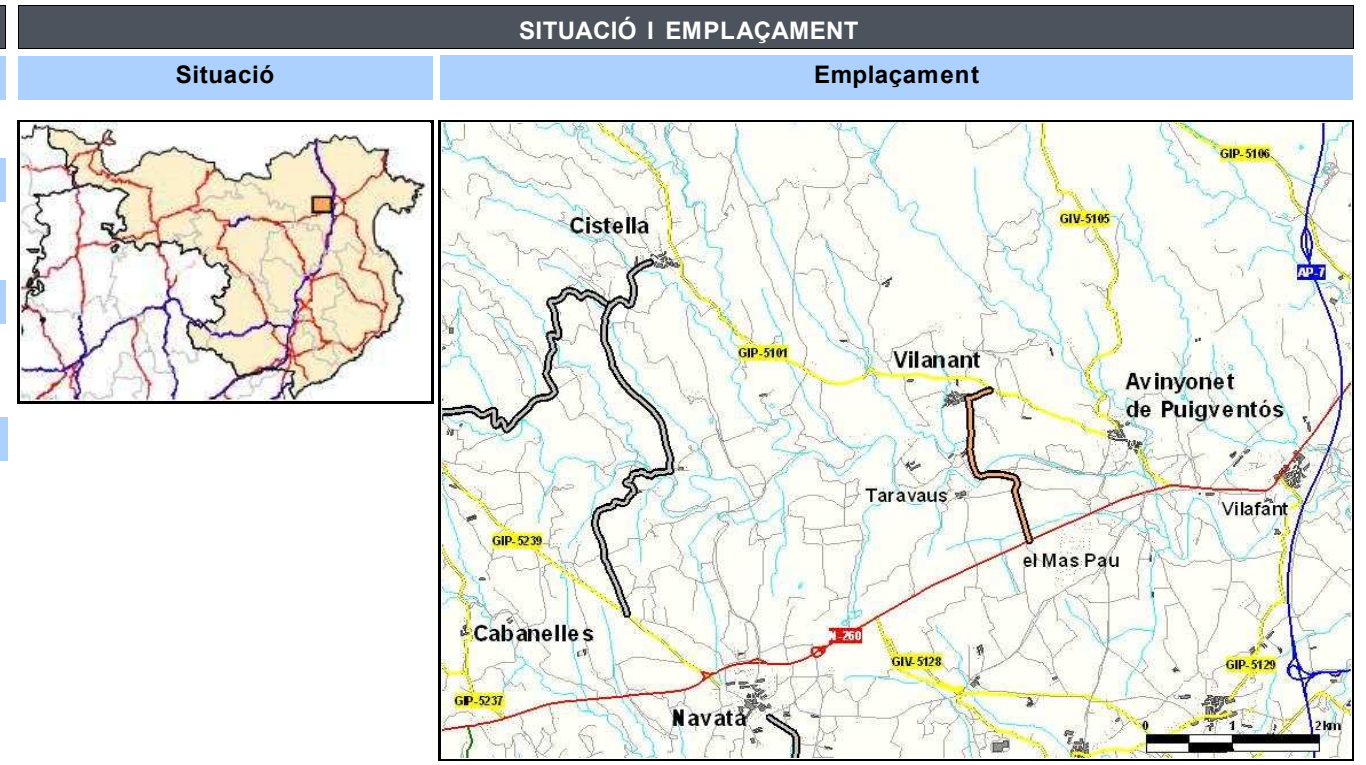 SITUACIÓ I EMPLAÇAMENT
Situació
Emplaçament
GIP-5106
Cistella
GIV-5105
AP-7
GIP-5101
Vilanant
Avinyonet
de Puigventós
Taravaus
Vilafant
GIP-5239
el Mas Pau
Cabanelles
N-260
GIV-5128
GIP-5129
GIP-5237
Navata
0 1 2km